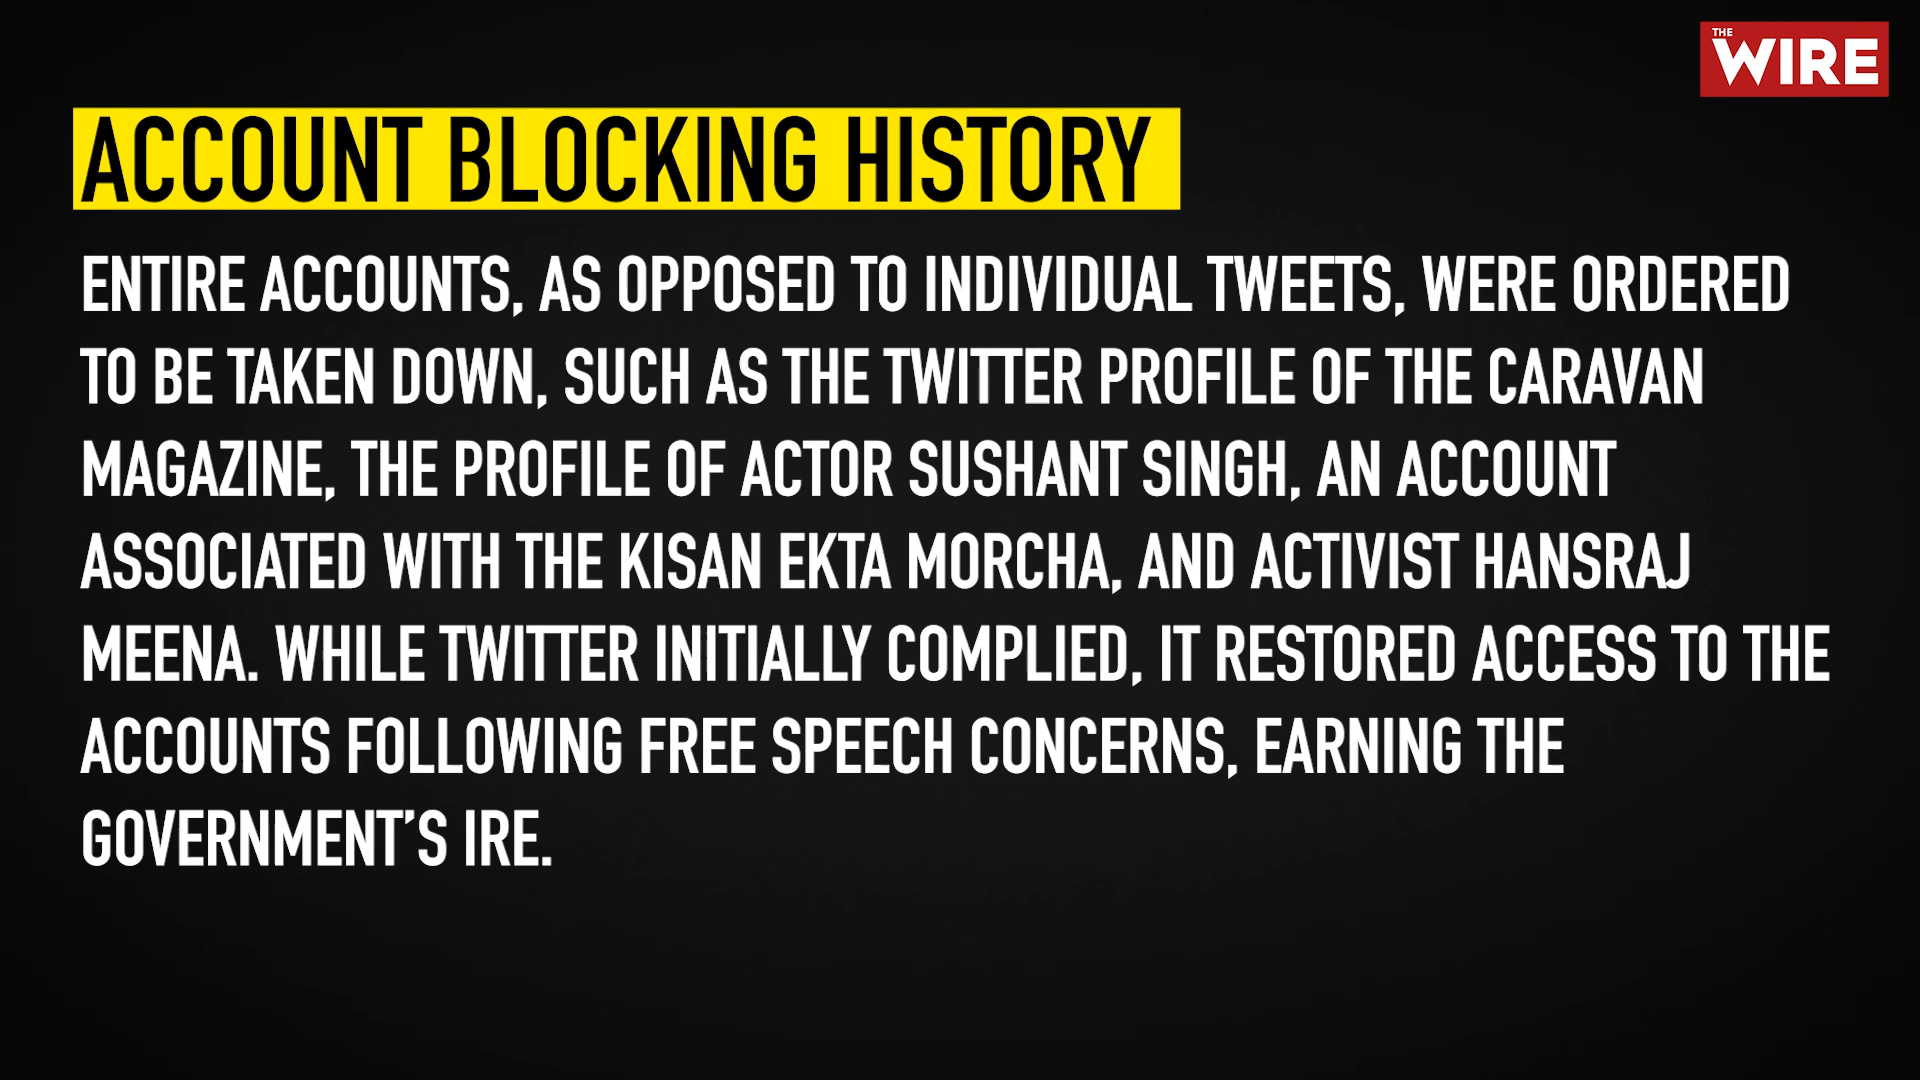 THE
WIRE
ACCOUNT BLOCKING HISTORY
ENTIRE ACCOUNTS, AS OPPOSED TO INDIVIDUAL TWEETS, WERE ORDERED
TO BE TAKEN DOWN, SUCH AS THE TWITTER PROFILE OF THE CARAVAN
MAGAZINE, THE PROFILE OF ACTOR SUSHANT SINGH, AN ACCOUNT
ASSOCIATED WITH THE KISAN EKTA MORCHA, AND ACTIVIST HANSRAJ
MEENA. WHILE TWITTER INITIALLY COMPLIED, IT RESTORED ACCESS TO THE
ACCOUNTS FOLLOWING FREE SPEECH CONCERNS, EARNING THE
GOVERNMENT’S IRE.